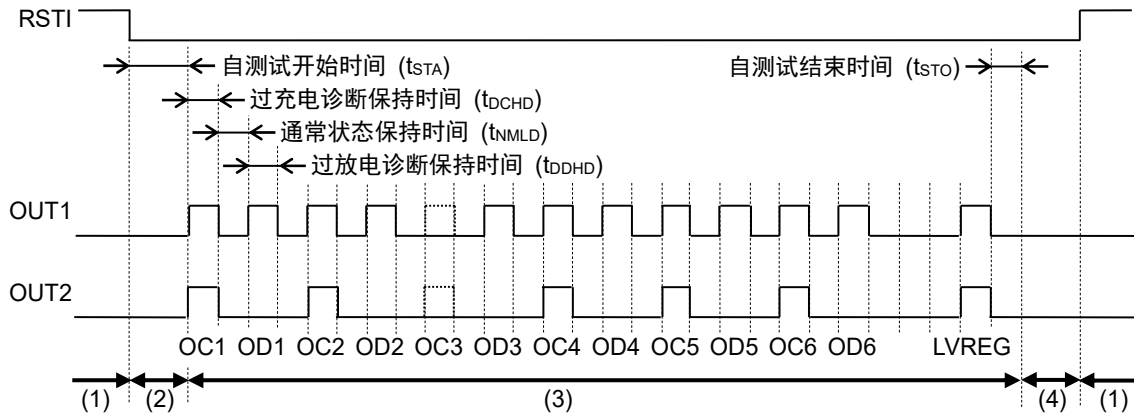 RSTI
自测试开始时间 (tSTA)
自测试结束时间 (tSTO)
过充电诊断保持时间 (tDCHD)
通常状态保持时间 (tNMLD)
过放电诊断保持时间 (tDDHD)
OUT1
OUT2
OC1 OD1 OC2 OD2 OC3 OD3 OC4 OD4 OC5 OD5 OC6 OD6 LVREG
(1) (2) (3) (4) (1)